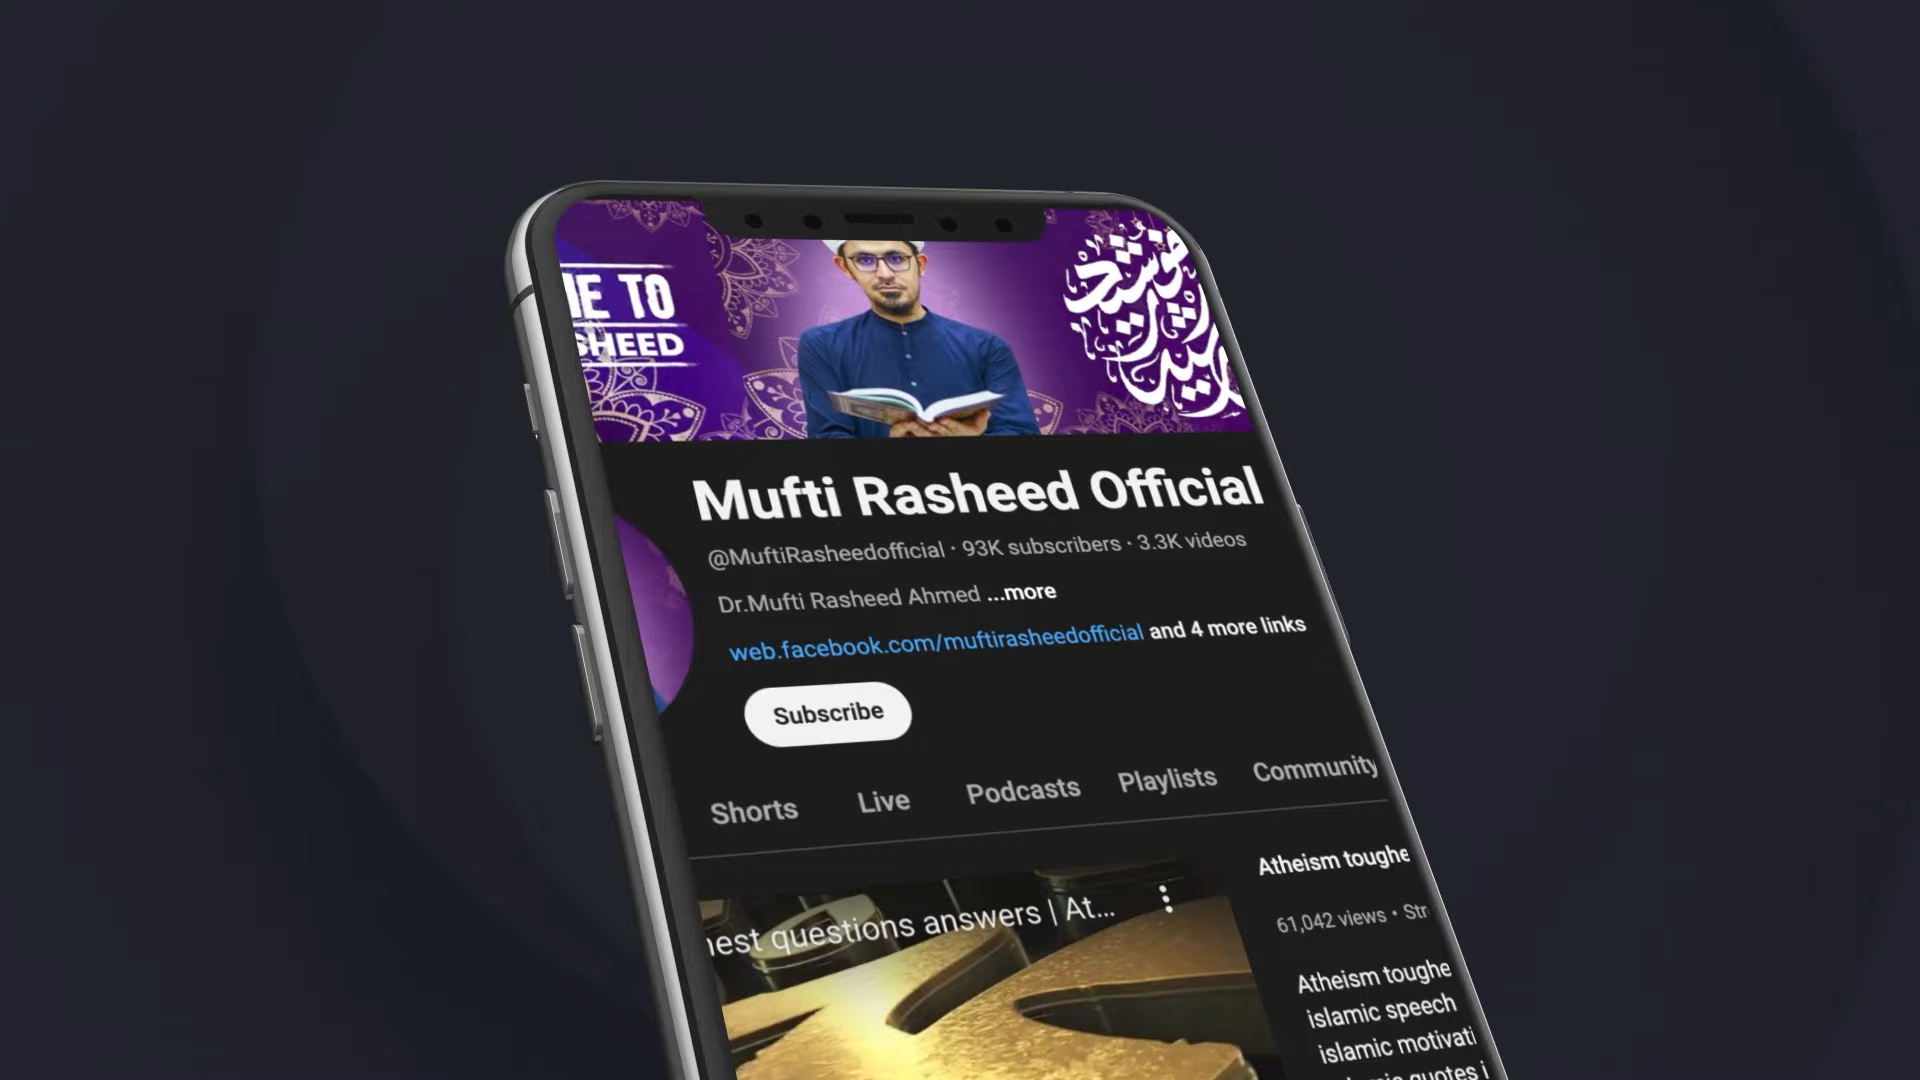 TO
Mufti Rasheed Official
@MuftiRasheedofficial · 93K subscribers · 3.3K videos
Dr.Mufti Rasheed Ahmed ...more
web.facebook.com/muftirasheedofficial and 4 more links
Subscribe
Shorts Live Podcasts Playlists Community
questions answers | At...
Atheism toughe
61,042 views • Str
Atheism toughe
islamic speech
islamic motivati
quotes i